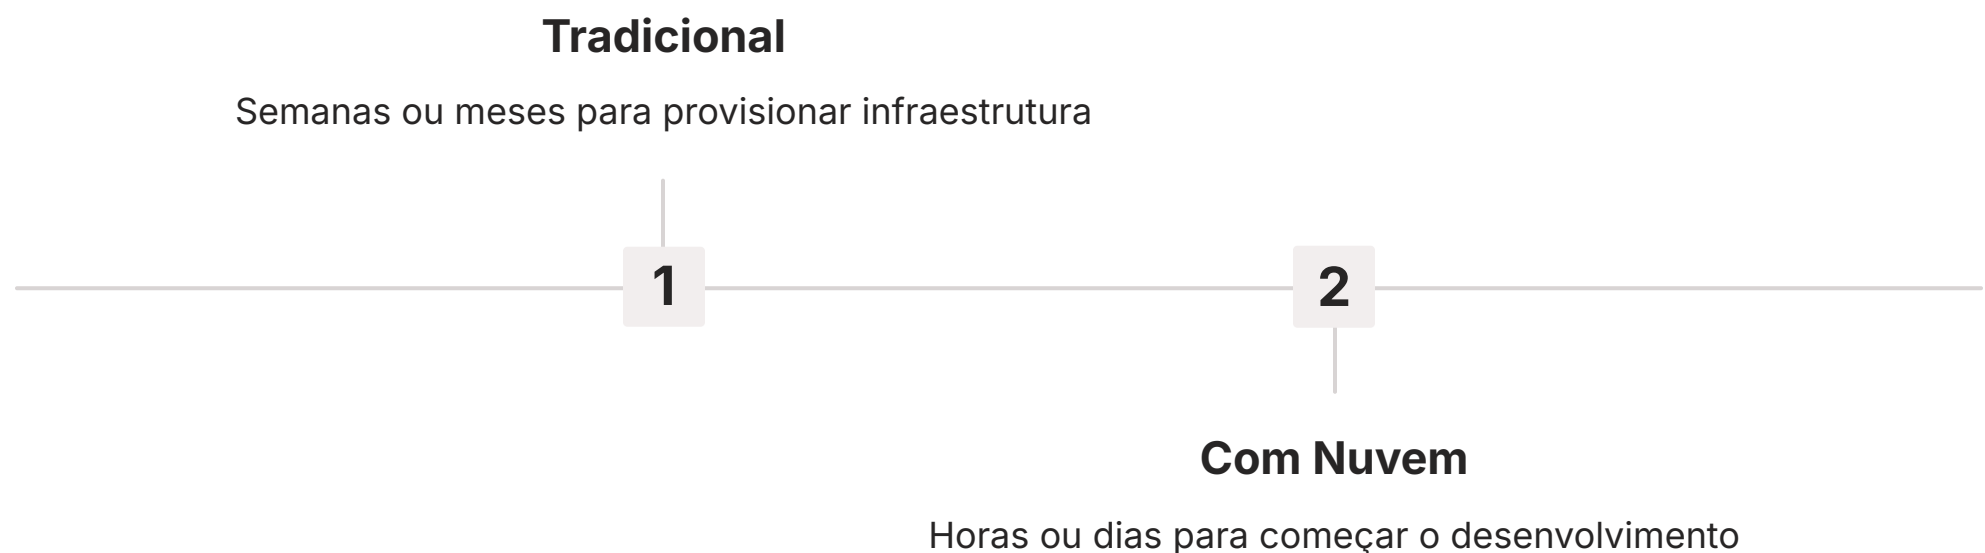 Tradicional
Semanas ou meses para provisionar infraestrutura
1
2
Com Nuvem
Horas ou dias para começar o desenvolvimento